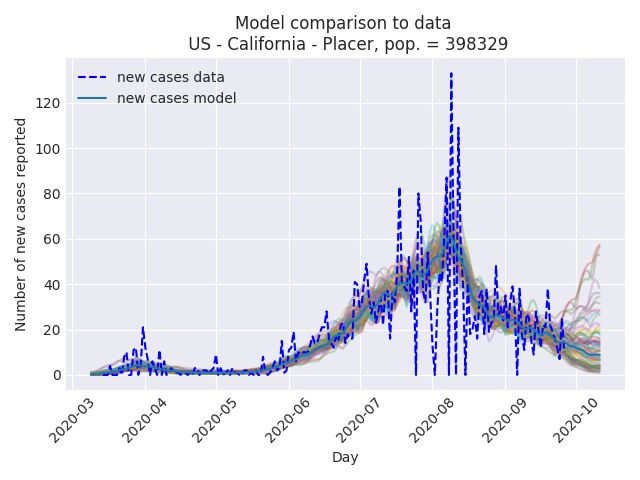 Model comparison to data
US - California - Placer, pop. = 398329
new cases data
new cases model
Number of new cases reported
120
100
80
60
40
20
0
2020-03
2020-04
2020-05
2020-06
2020-07
2020-08
2020-09
2020-10
Day